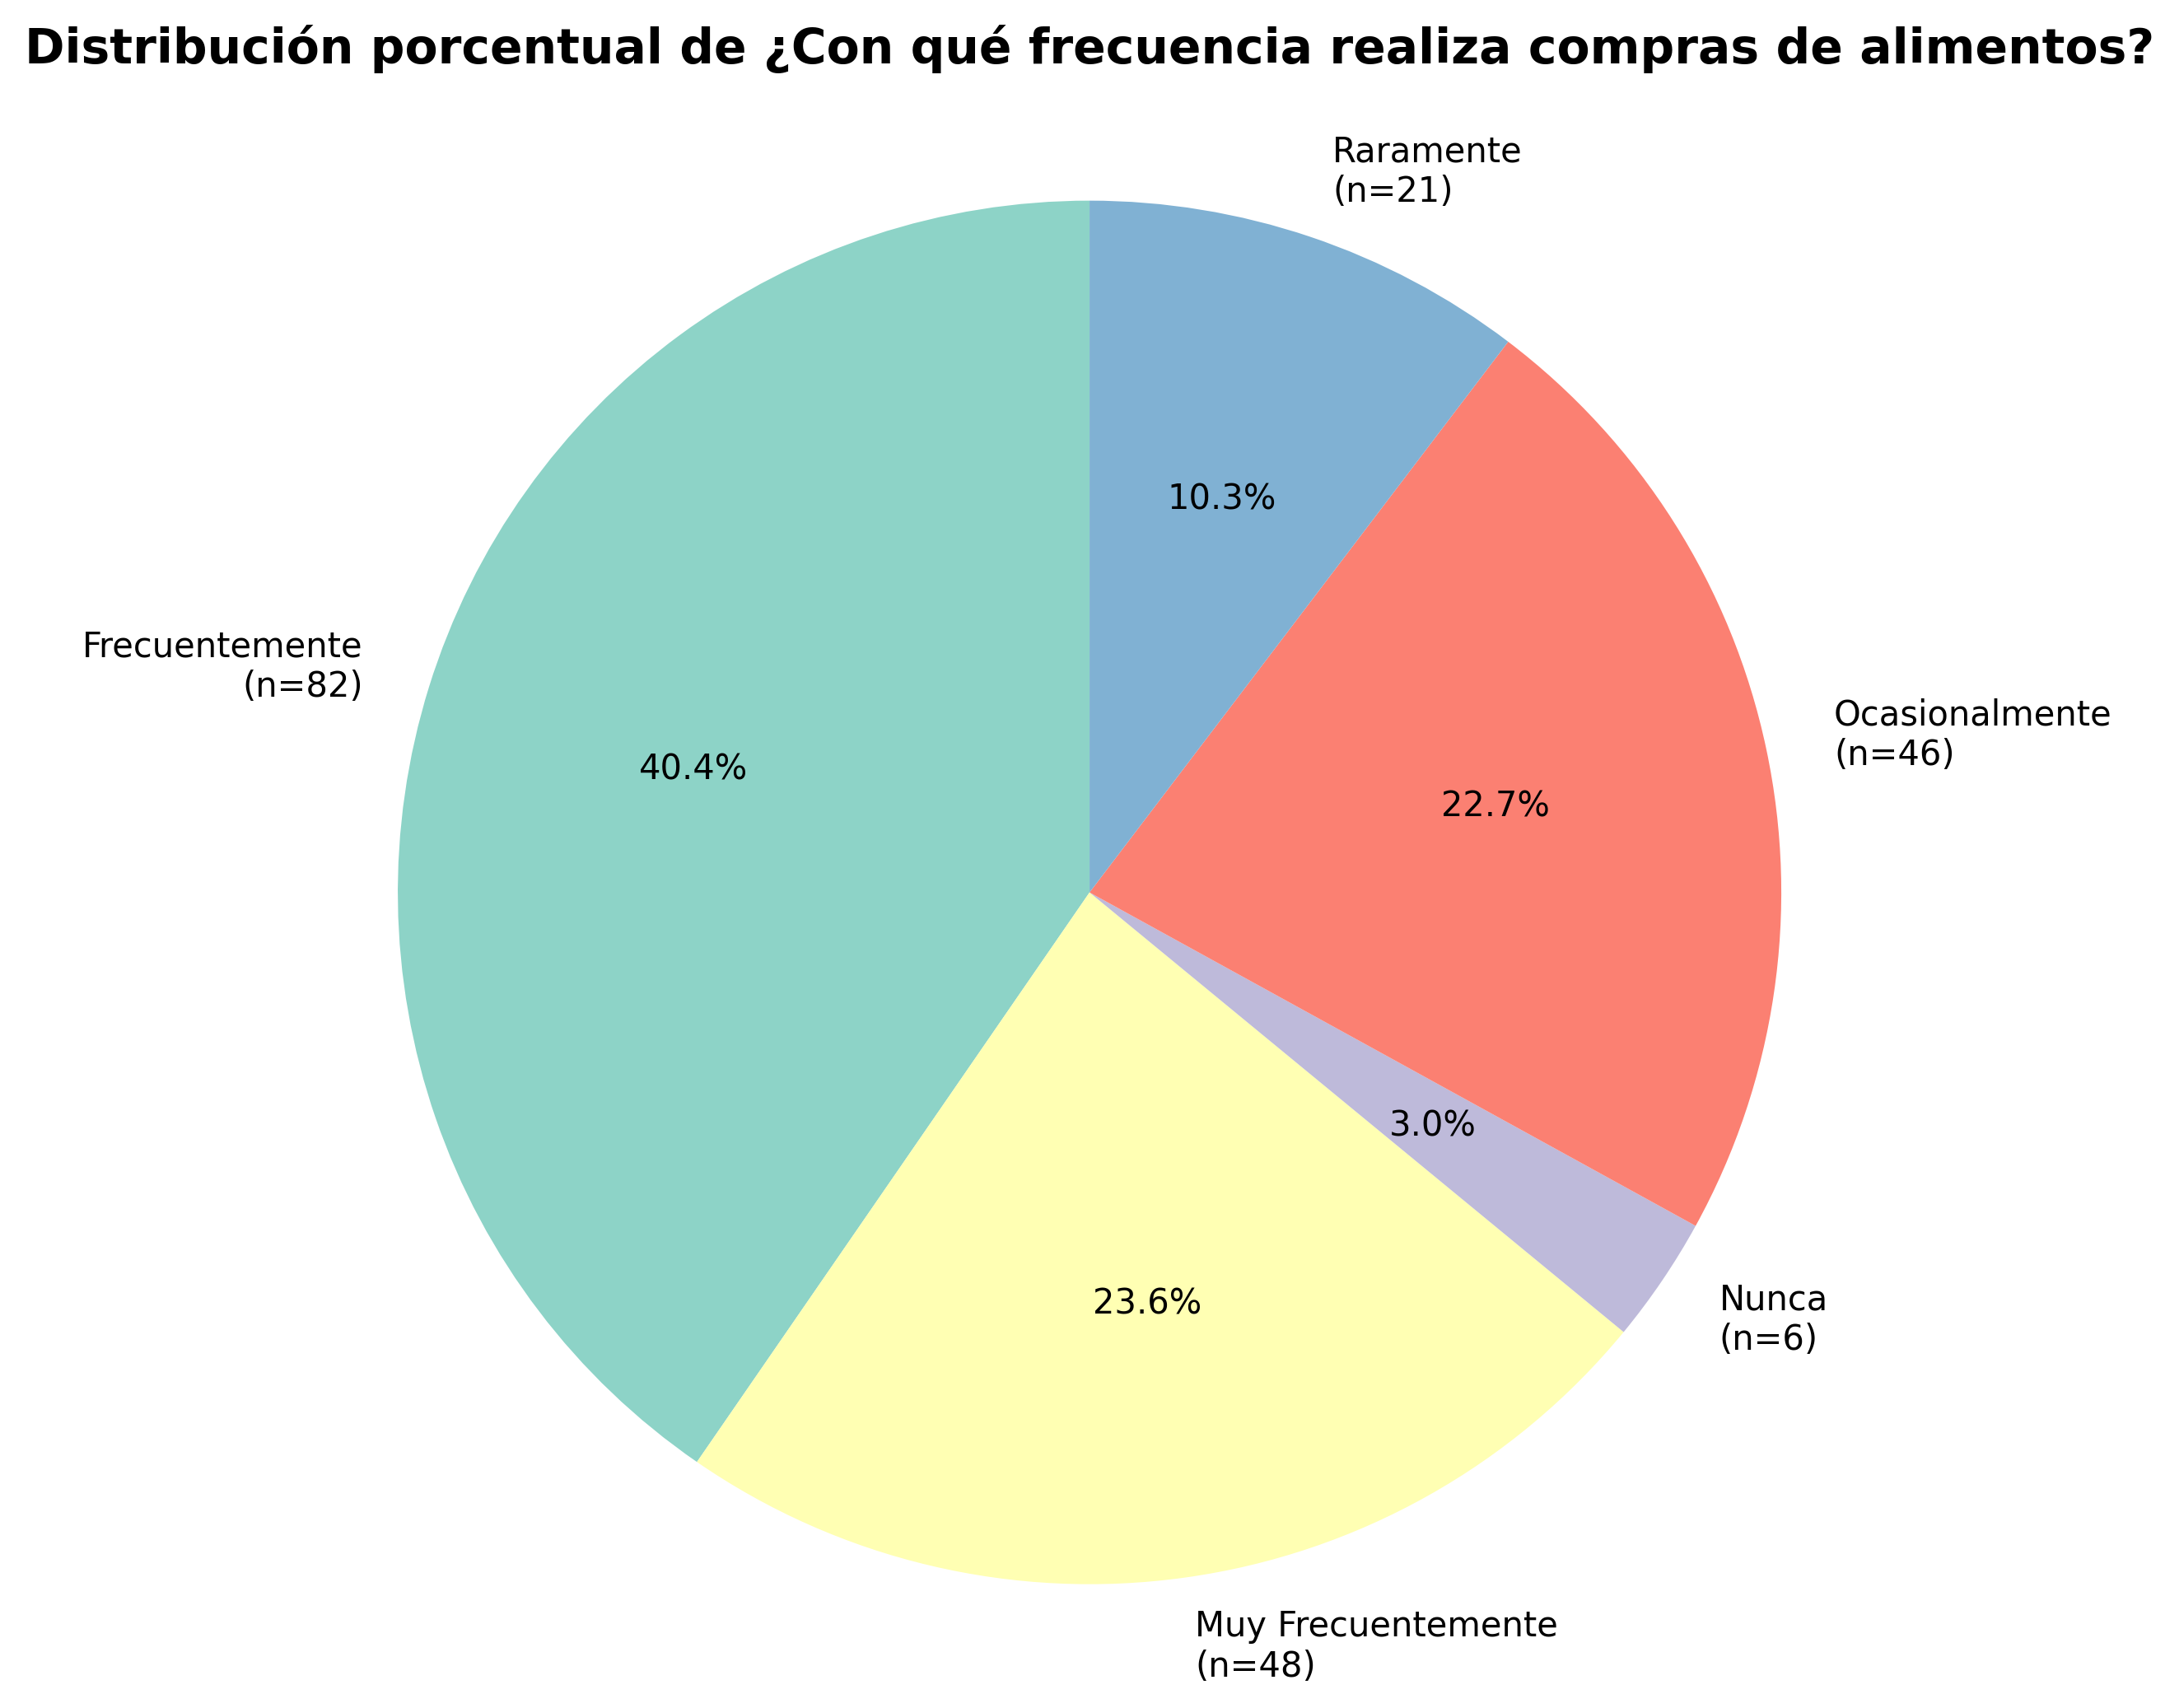 Distribución porcentual de ¿Con qué frecuencia realiza compras de alimentos?
Raramente
(n=21)
10.3%
Frecuentemente
(n=82)
40.4%
Ocasionalmente
(n=46)
22.7%
3.0%
Nunca
(n=6)
23.6%
Muy Frecuentemente
(n=48)